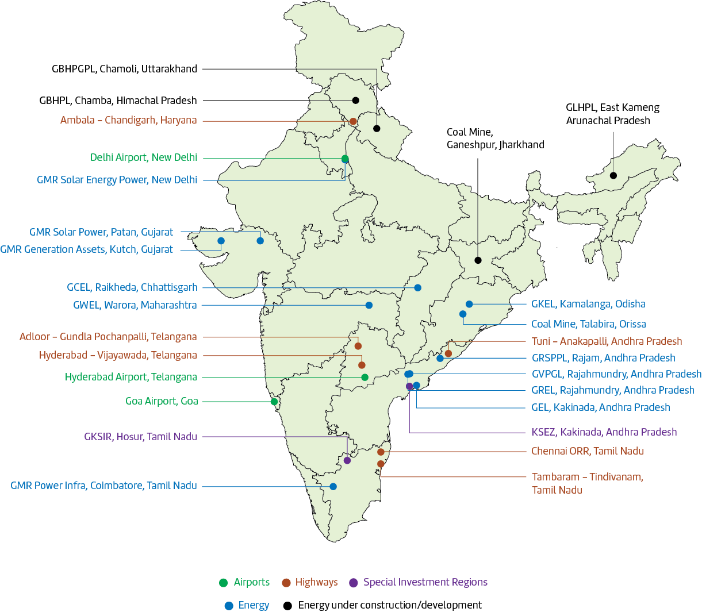 GBHPGPL, Chamoli, Uttarakhand
GBHPL, Chamba, Himachal Pradesh
Ambala – Chandigarh, Haryana
Delhi Airport, New Delhi
GMR Solar Energy Power, New Delhi
GMR Solar Power, Patan, Gujarat
GMR Generation Assets, Kutch, Gujarat
GCEL, Raikheda, Chhattisgarh
GWEL, Warora, Maharashtra
Adloor – Gundla Pochanpalli, Telangana
Hyderabad – Vijayawada, Telangana
Hyderabad Airport, Telangana
Goa Airport, Goa
GKSIR, Hosur, Tamil Nadu
GMR Power Infra, Coimbatore, Tamil Nadu
Coal Mine,
Ganeshpur, Jharkhand
GLHPL, East Kameng
Arunachal Pradesh
GKEL, Kamalanga, Odisha
Coal Mine, Talabira, Orissa
Tuni – Anakapalli, Andhra Pradesh
GRSPPL, Rajam, Andhra Pradesh
GVPGL, Rajahmundry, Andhra Pradesh
GREL, Rajahmundry, Andhra Pradesh
GEL, Kakinada, Andhra Pradesh
KSEZ, Kakinada, Andhra Pradesh
Chennai ORR, Tamil Nadu
Tambaram – Tindivanam,
Tamil Nadu
Airports Highways Special Investment Regions
Energy Energy under construction/development